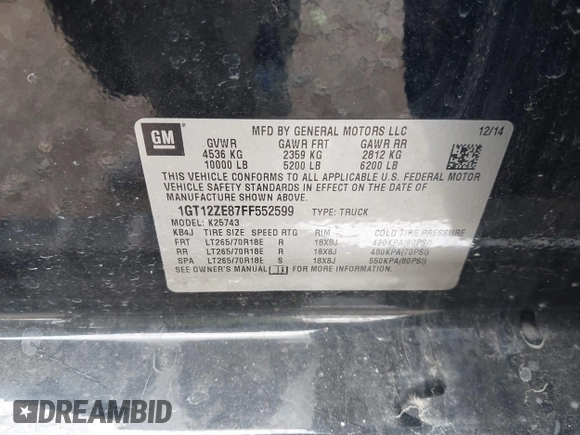 GM
MFD BY GENERAL MOTORS LLC 12/14
GVWR GAWR FRT GAWR RR
4536 KG 2359 KG 2812 KG
10000 LB 5200 LB 6200 LB
THIS VEHICLE CONFORMS TO ALL APPLICABLE U.S. FEDERAL MOTOR
VEHICLE SAFETY STANDARDS IN EFFECT ON THE DATE OF
MANUFACTURE SHOWN ABOVE.
1GT12ZE87FF552599 TYPE: TRUCK
MODEL: K25743
KB4J TIRE SIZE SPEED RTG RIM COLD TIRE PRESSURE
FRT LT265/70R18E R 18X8J 420KPA(60PSI)
RR LT265/70R18E R 18X8J 480KPA(70PSI)
SPA LT265/70R18E S 18X8J 550KPA(80PSI)
SEE OWNER'S MANUAL FOR MORE INFORMATION.
DREAMBID